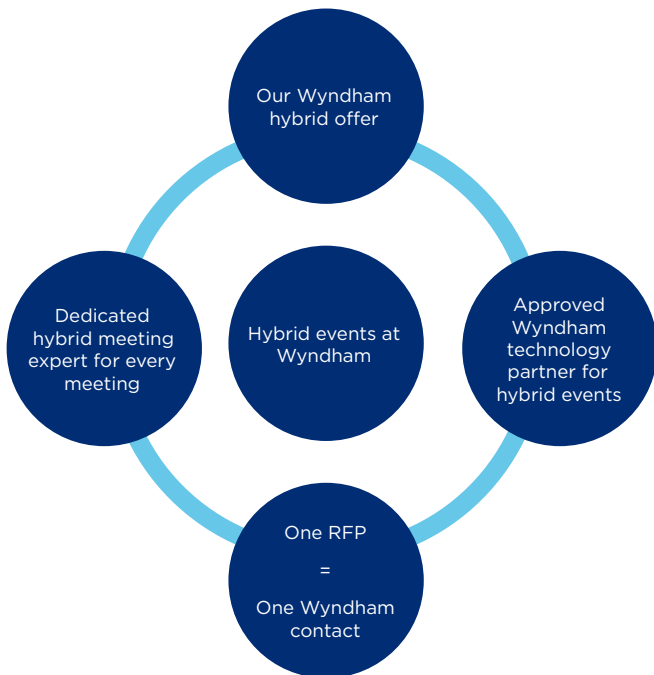 Our Wyndham
hybrid offer
Dedicated
hybrid meeting
expert for every
meeting
Hybrid events at
Wyndham
Approved
Wyndham
technology
partner for
hybrid events
One RFP
=
One Wyndham
contact